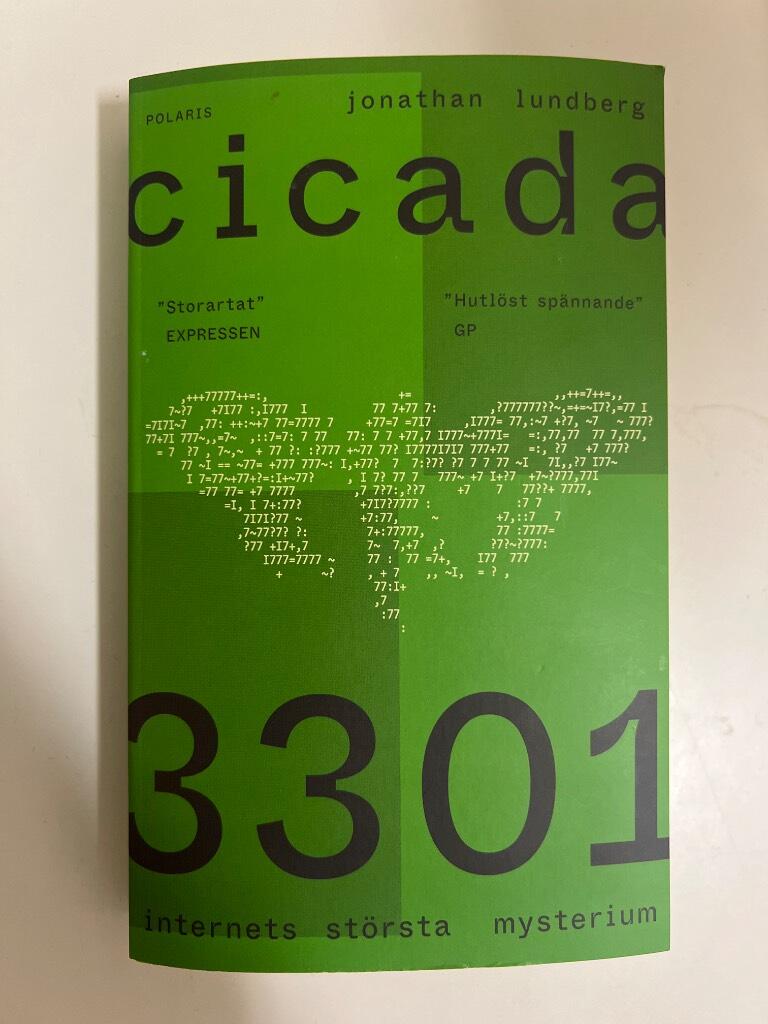 POLARIS
jonathan lundberg
cicada
"Storartat"
EXPRESSEN
"Hutlöst spännande"
GP
3301
internets största mysterium